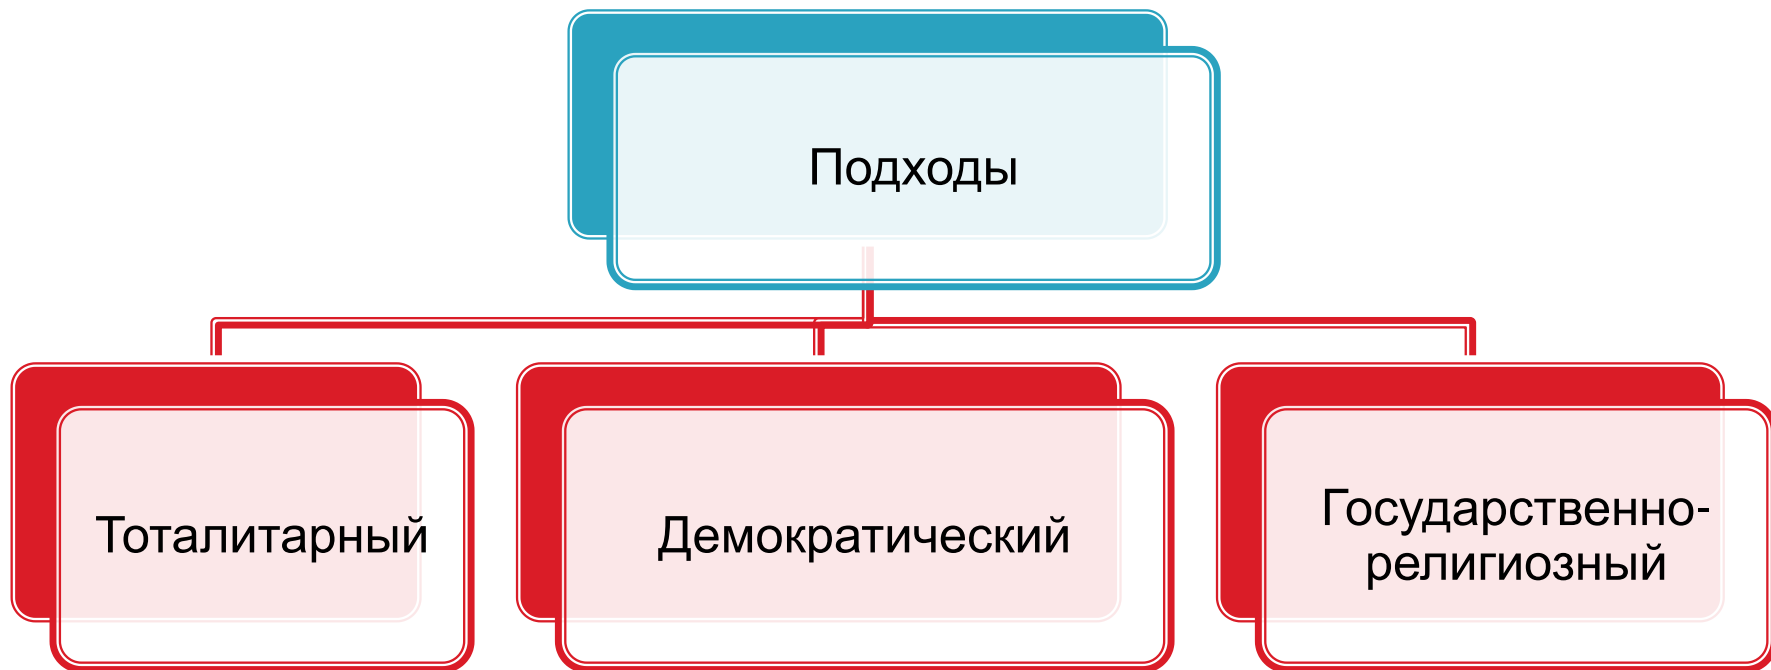 Подходы
Тоталитарный
Демократический
Государственно-
религиозный